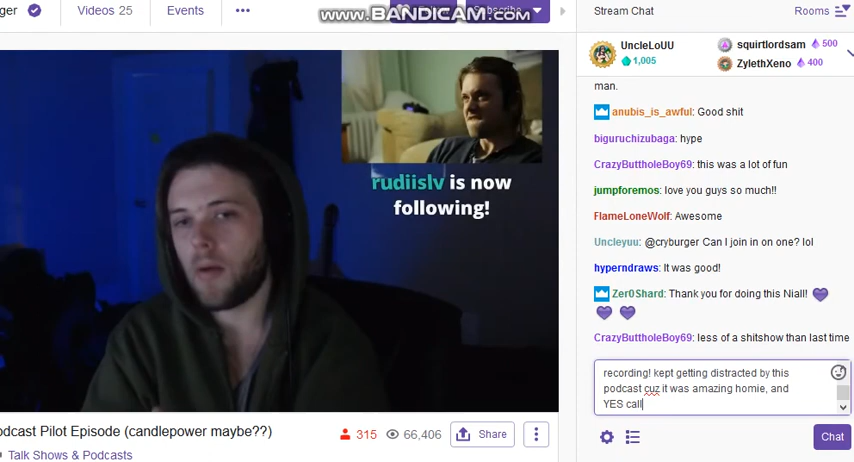 ger Videos 25 Events •••
www.BANDICAM.com
Subscribe
Stream Chat Rooms
UncleLoUU
1,005
squirtlordsam 500
ZylethXeno 400
man.
anubis_is_awful: Good shit
biguruchizubaga: hype
CrazyButtholeBoy69: this was a lot of fun
jumpforemos: love you guys so much!!
FlameLoneWolf: Awesome
Uncleyuu: @cryburger Can I join in on one? lol
hyperndraws: It was good!
Zer0Shard: Thank you for doing this Niall!
CrazyButtholeBoy69: less of a shitshow than last time
rudiislv is now
following!
recording! kept getting distracted by this
podcast cuz it was amazing homie, and
YES call
Chat
odcast Pilot Episode (candlepower maybe??)
315 66,406 Share
Talk Shows & Podcasts